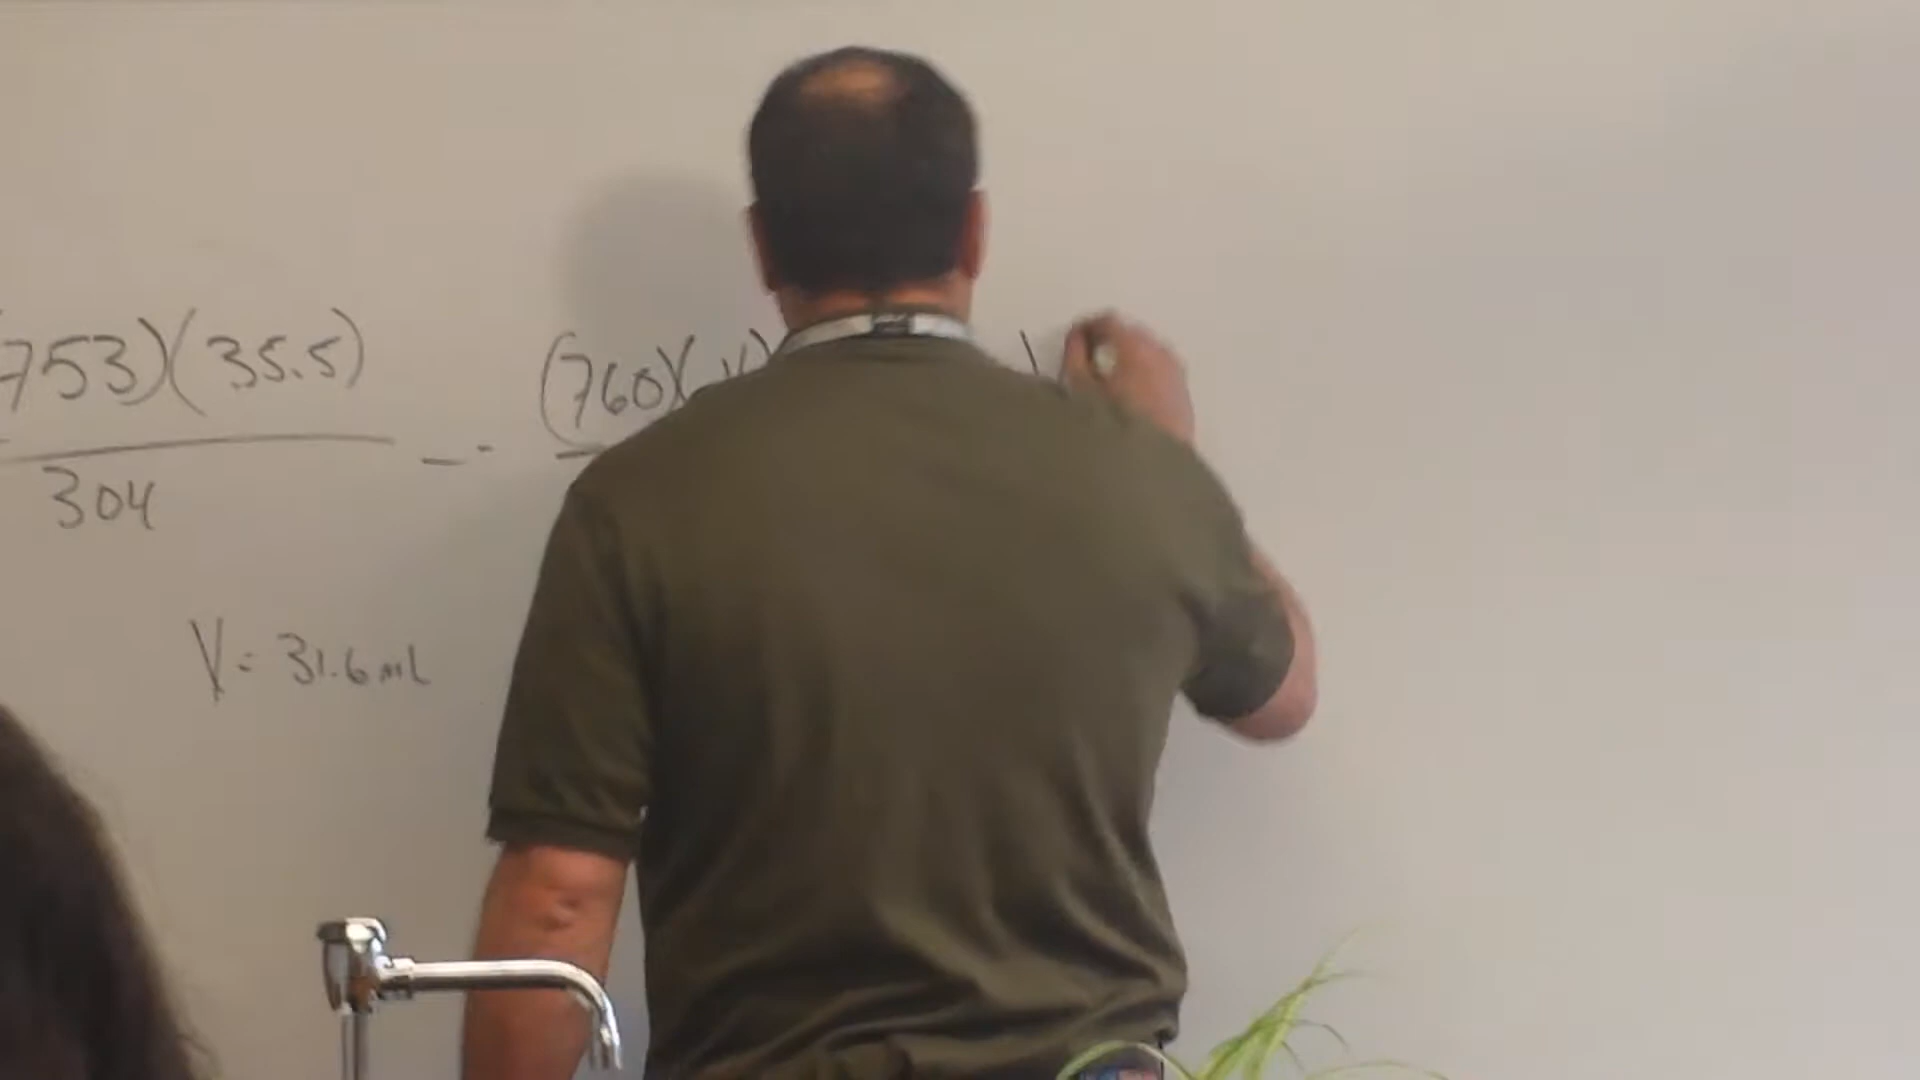 (753)(35.5) = (760)(V)
304
V = 31.6 mL